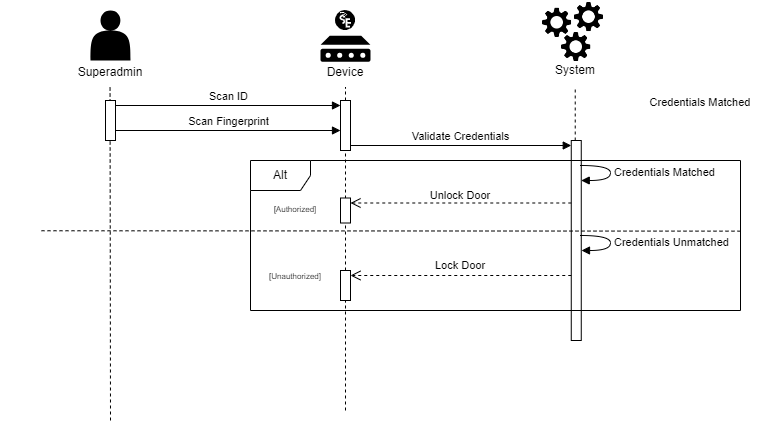 Superadmin
Device
System
Scan ID
Credentials Matched
Scan Fingerprint
Validate Credentials
Alt
Credentials Matched
Unlock Door
[Authorized]
Credentials Unmatched
Lock Door
[Unauthorized]